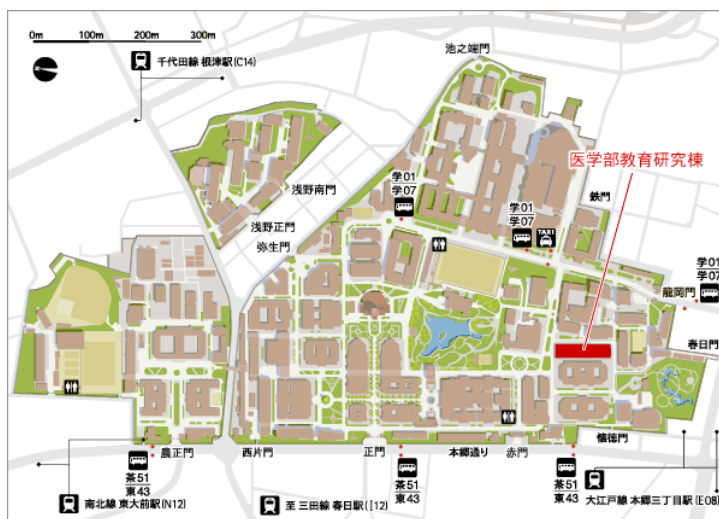 0m 100m 200m 300m
池之端門
千代田線 根津駅(C14)
医学部教育研究棟
学01
学07
浅野南門
学01
学07
TAXI
鉄門
浅野正門
弥生門
学01
学07
龍岡門
春日門
農正門
西片門
正門
本郷通り
赤門
懐徳門
茶51
東43
茶51
東43
茶51
東43
南北線 東大前駅(N12)
至 三田線 春日駅(I12)
大江戸線 本郷三丁目駅(E08)